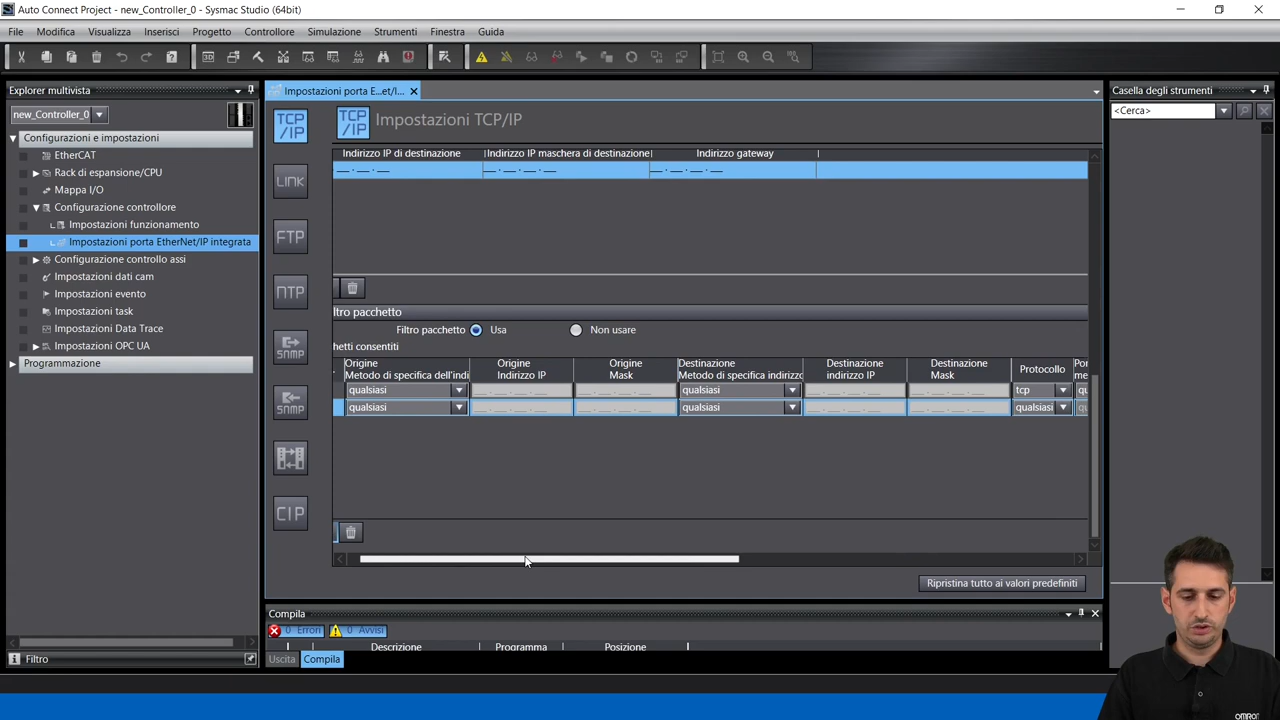 Auto Connect Project - new_Controller_0 - Sysmac Studio (64bit)
File Modifica Visualizza Inserisci Progetto Controllore Simulazione Strumenti Finestra Guida
Explorer multivista
new_Controller_0
Configurazioni e impostazioni
EtherCAT
Rack di espansione/CPU
Mappa I/O
Configurazione controllore
Impostazioni funzionamento
Impostazioni porta EtherNet/IP integrata
Configurazione controllo assi
Impostazioni dati cam
Impostazioni evento
Impostazioni task
Impostazioni Data Trace
Impostazioni OPC UA
Programmazione
Filtro
Impostazioni porta E...et/I...
TCP/IP
LINK
FTP
NTP
SNMP
SNMP
CIP
TCP/IP Impostazioni TCP/IP
Indirizzo IP di destinazione Indirizzo IP maschera di destinazione Indirizzo gateway
ltro pacchetto
Filtro pacchetto Usa Non usare
hetti consentiti
Origine Origine Origine Destinazione Destinazione Destinazione Protocollo Por
Metodo di specifica dell'indi Indirizzo IP Mask Metodo di specifica indirizzo indirizzo IP Mask me
qualsiasi qualsiasi tcp qu
qualsiasi qualsiasi qualsiasi qu
Ripristina tutto ai valori predefiniti
Compila
0 Errori 0 Avvisi
Descrizione Programma Posizione
Uscita Compila
Casella degli strumenti
<Cerca>
OMRON